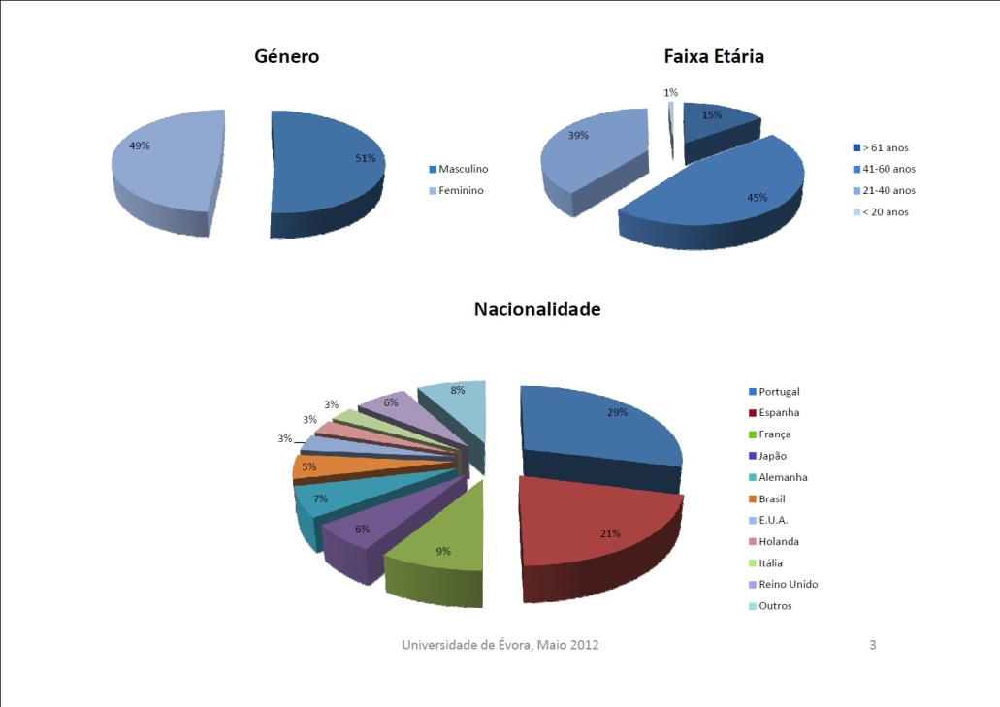 Género
49%
51%
Masculino
Feminino
Faixa Etária
1%
15%
39%
45%
> 61 anos
41-60 anos
21-40 anos
< 20 anos
Nacionalidade
8%
6%
3%
3%
3%
5%
7%
6%
9%
29%
21%
Portugal
Espanha
França
Japão
Alemanha
Brasil
E.U.A.
Holanda
Itália
Reino Unido
Outros
Universidade de Évora, Maio 2012
3